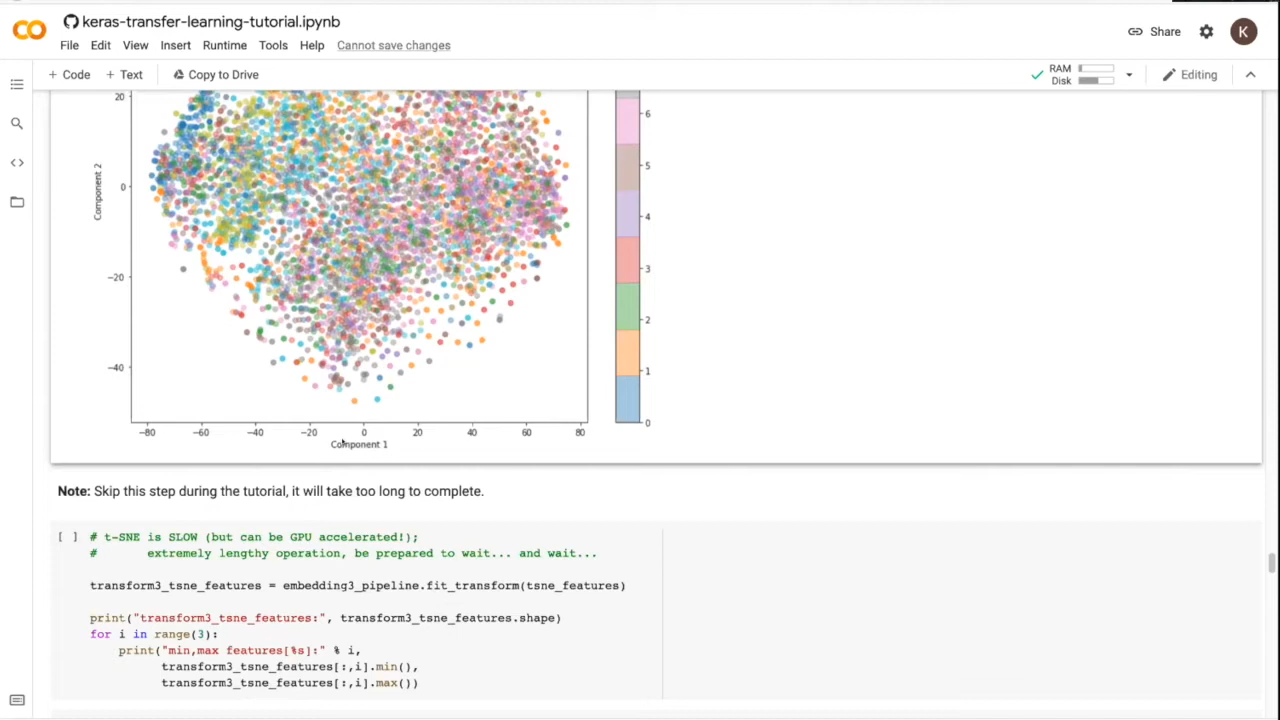 keras-transfer-learning-tutorial.ipynb
File Edit View Insert Runtime Tools Help Cannot save changes
Share
K
+ Code + Text Copy to Drive
RAM
Disk
Editing
20
0
−20
−40
Component 2
−80 −60 −40 −20 0 20 40 60 80
Component 1
6
5
4
3
2
1
0
Note: Skip this step during the tutorial, it will take too long to complete.
[ ] # t-SNE is SLOW (but can be GPU accelerated!);
# extremely lengthy operation, be prepared to wait... and wait...
transform3_tsne_features = embedding3_pipeline.fit_transform(tsne_features)
print("transform3_tsne_features:", transform3_tsne_features.shape)
for i in range(3):
print("min,max features[%s]:" % i,
transform3_tsne_features[:,i].min(),
transform3_tsne_features[:,i].max())